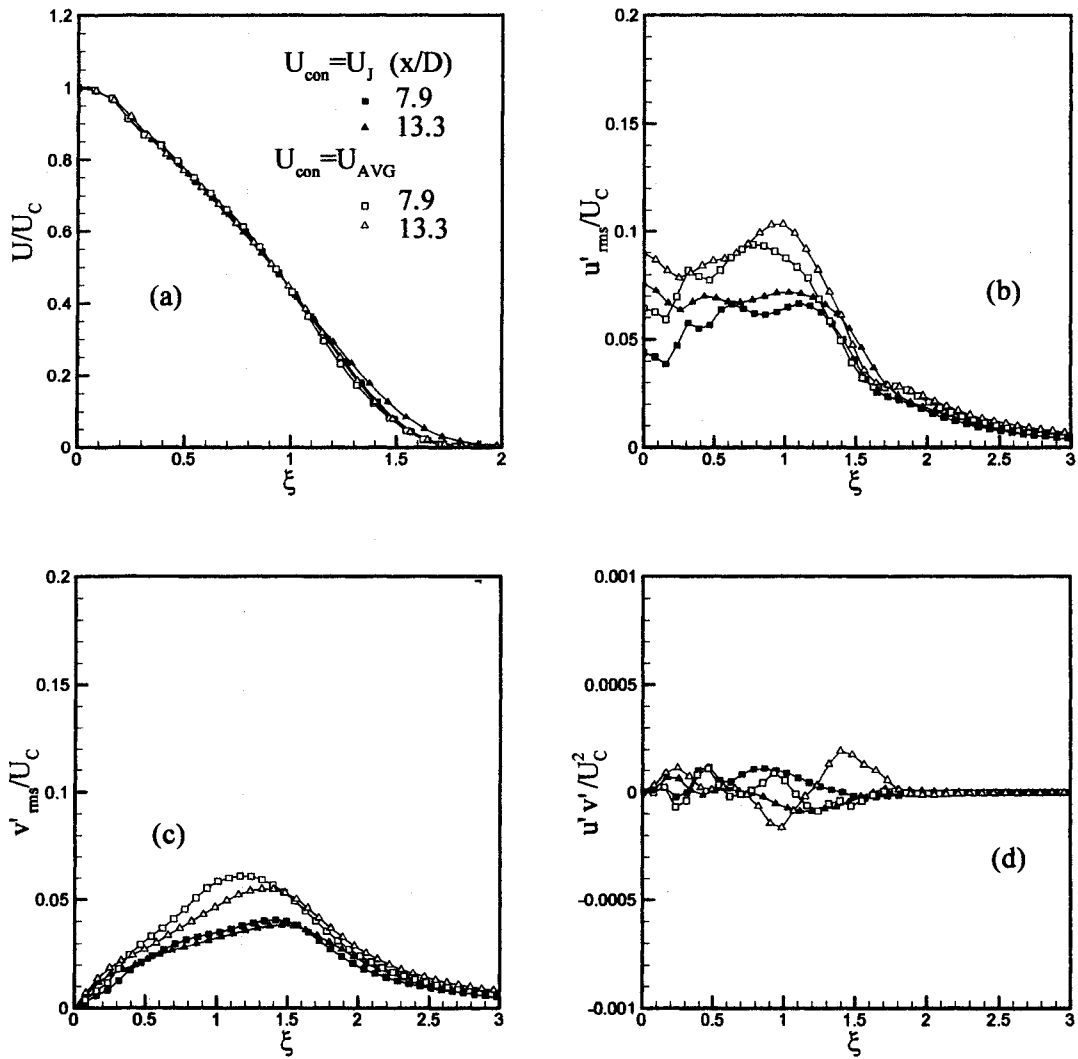 1.2
1
0.8
0.6
0.4
0.2
0
U/U_C
U_con=U_J (x/D)
7.9
13.3
U_con=U_AVG
7.9
13.3
(a)
0 0.5 1 1.5 2
ξ
0.2
0.15
0.1
0.05
0
u'_rms/U_C
(b)
0 0.5 1 1.5 2 2.5 3
ξ
0.2
0.15
0.1
0.05
0
v'_rms/U_C
(c)
0 0.5 1 1.5 2 2.5 3
ξ
0.001
0.0005
0
-0.0005
-0.001
u'v'/U_C^2
(d)
0 0.5 1 1.5 2 2.5 3
ξ